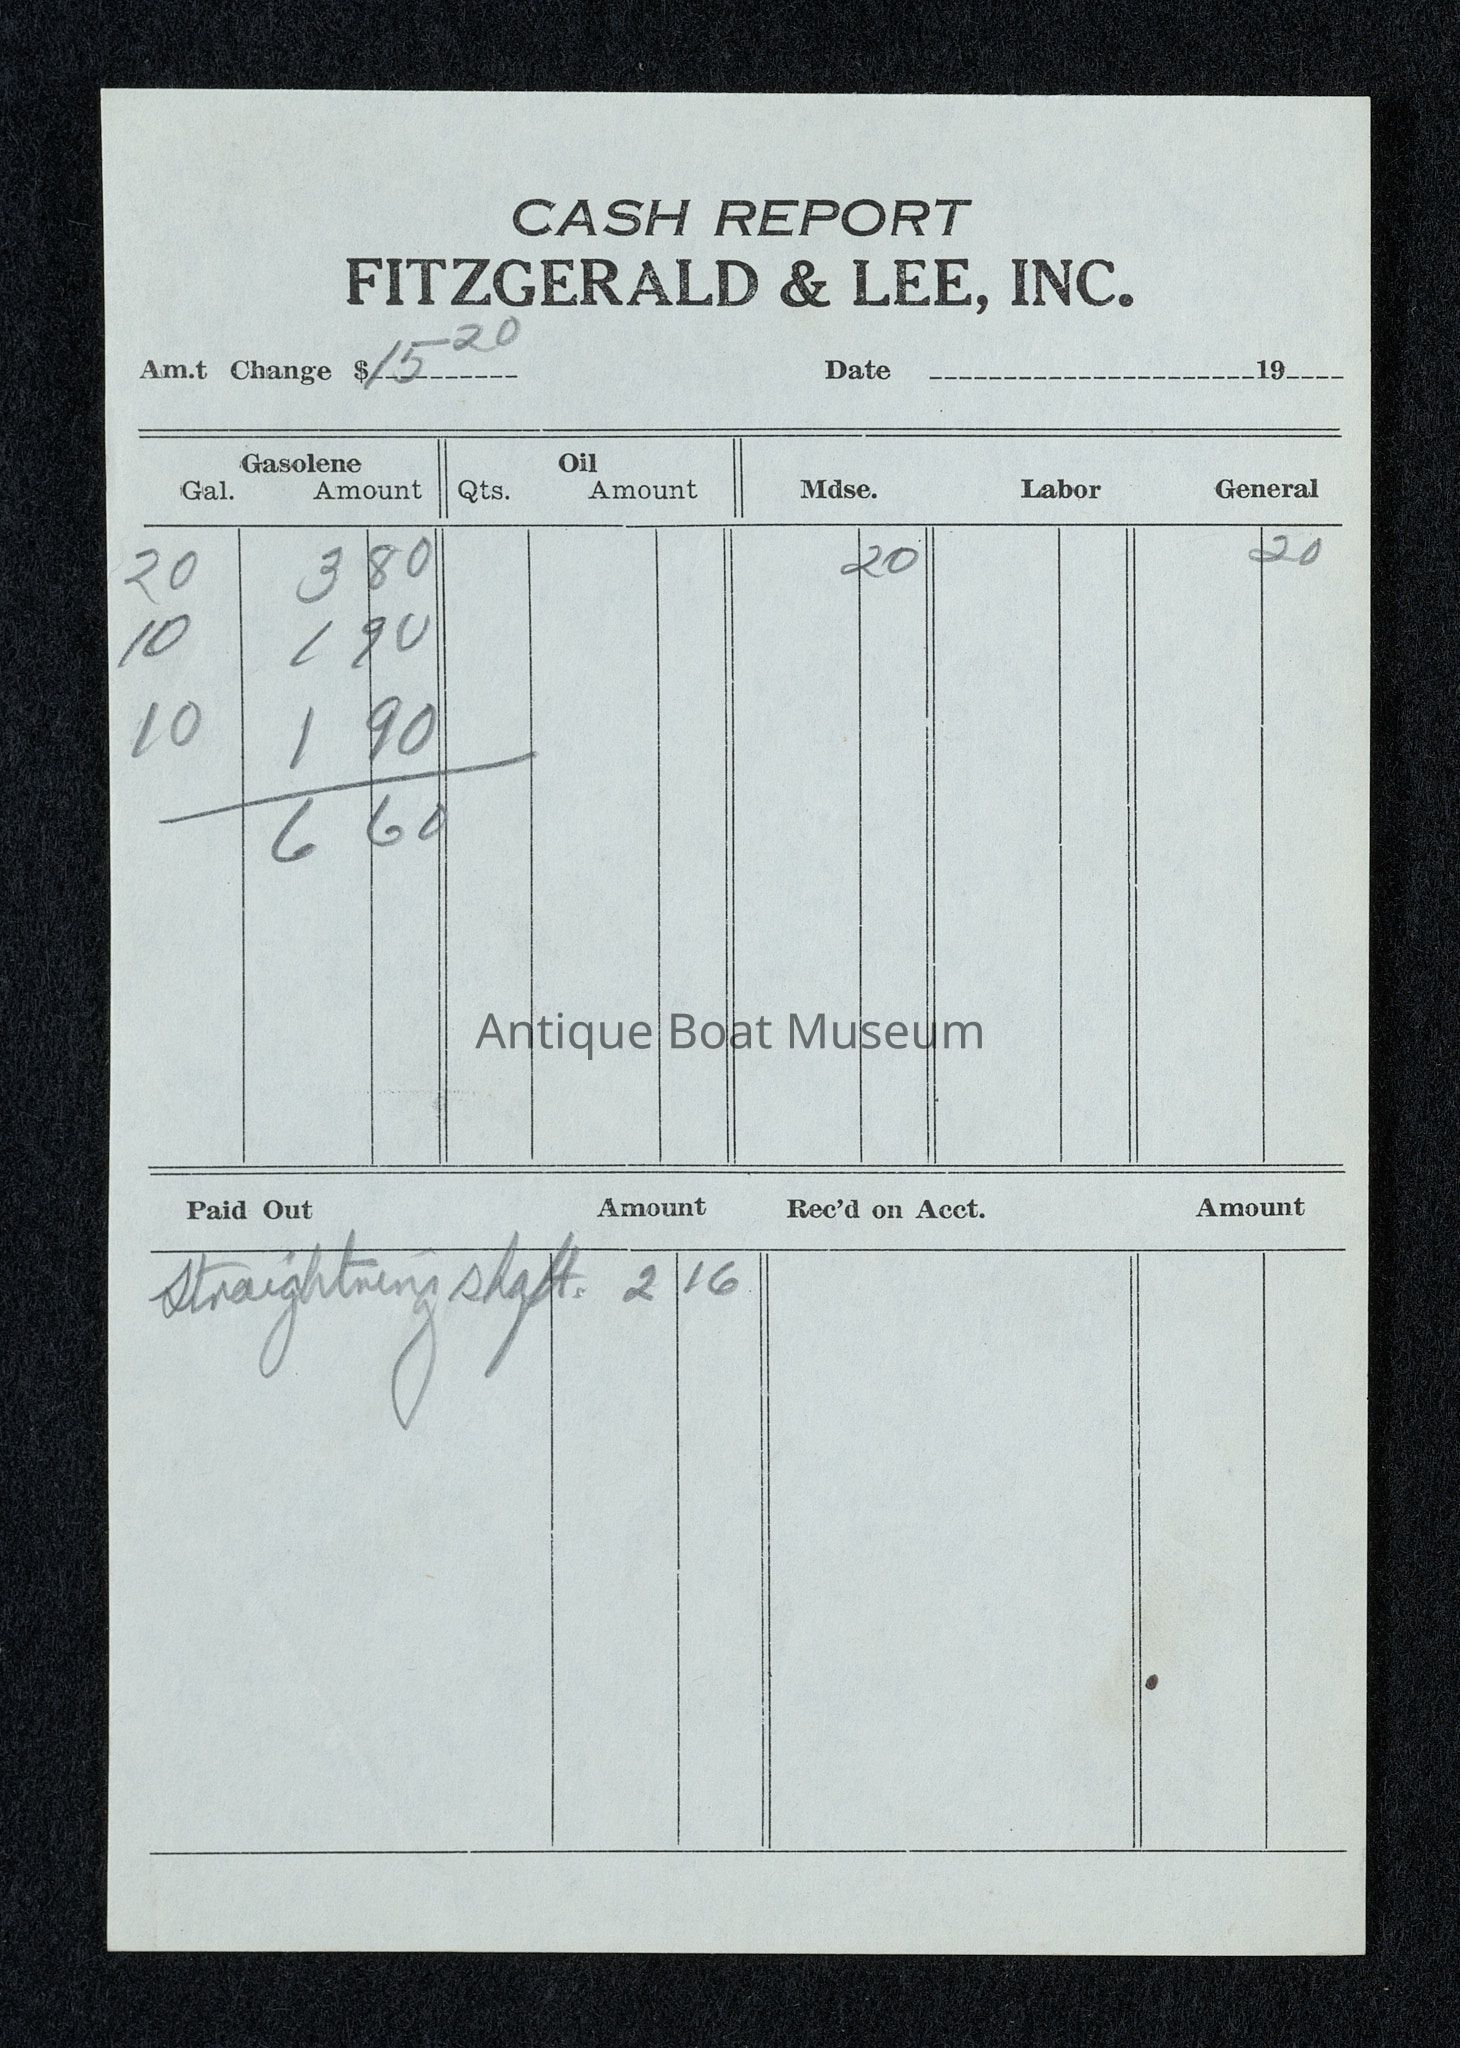 CASH REPORT
FITZGERALD & LEE, INC.
Am.t Change $15 20 Date 19
Gasolene Oil
Gal. Amount Qts. Amount Mdse. Labor General
20 3 80 20 20
10 1 90
10 1 90
6 60
Antique Boat Museum
Paid Out Amount Rec'd on Acct. Amount
Straightning shaft. 2 16